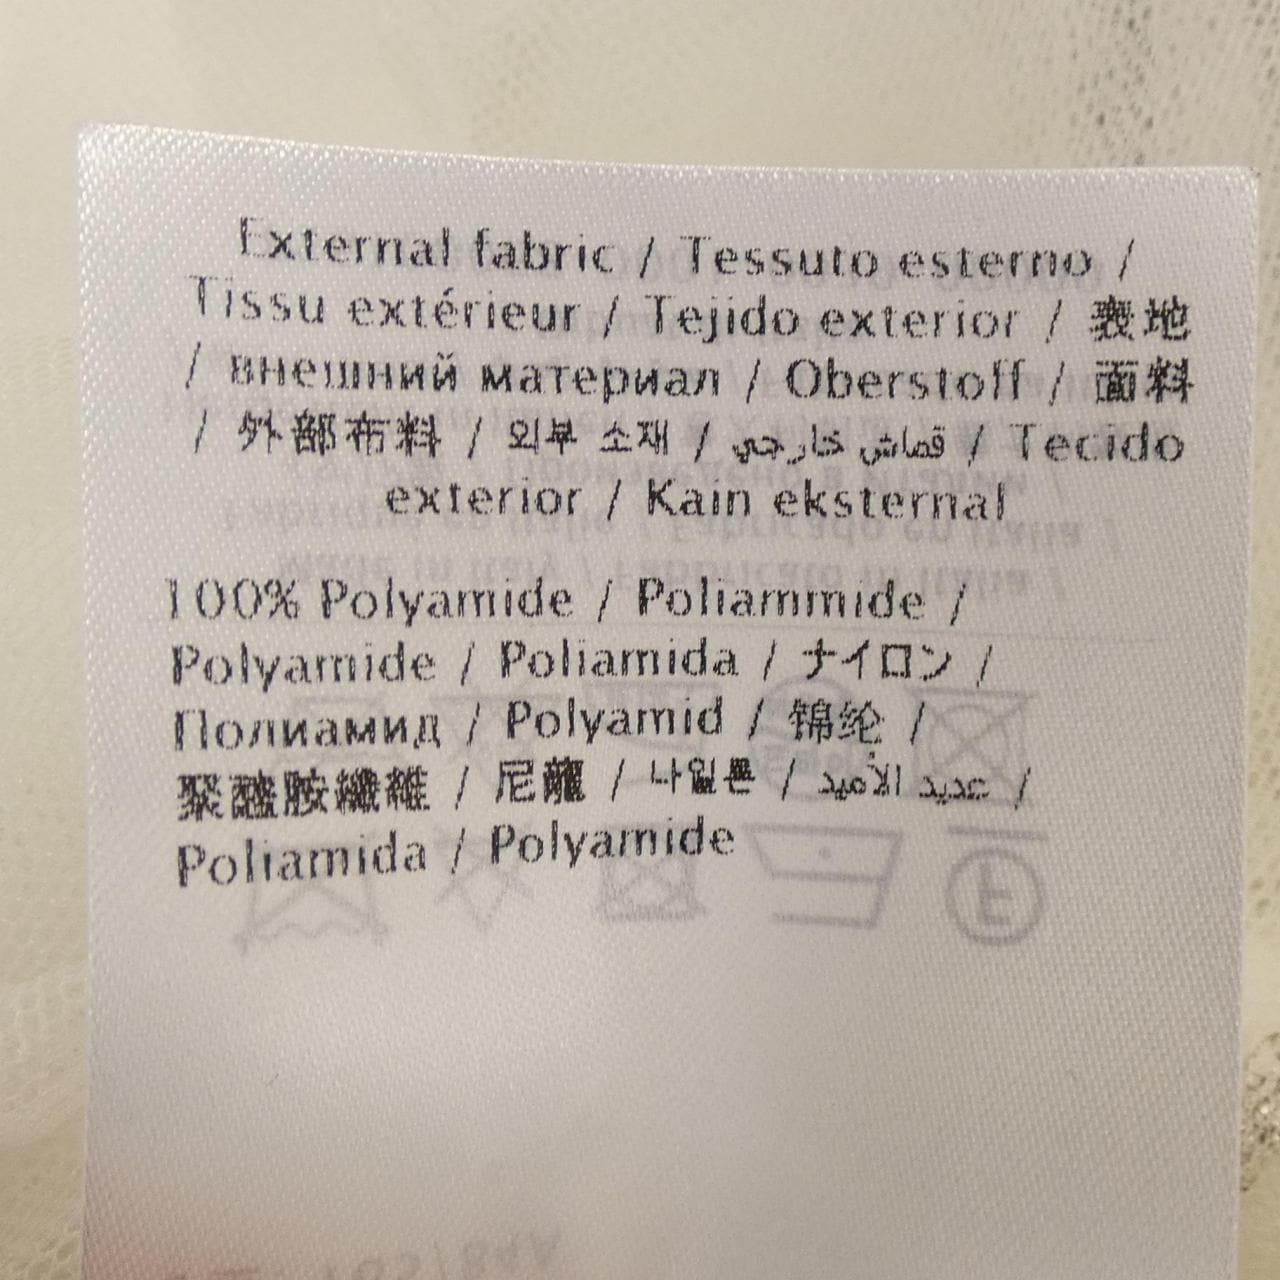 External fabric / Tessuto esterno /
Tissu extérieur / Tejido exterior / 表地
/ внешний материал / Oberstoff / 面料
/ 外部布料 / 외부 소재 / قماش خارجي / Tecido
exterior / Kain eksternal
100% Polyamide / Poliammide /
Polyamide / Poliamida / ナイロン /
Полиамид / Polyamid / 锦纶 /
聚醯胺纖維 / 尼龍 / 나일론 / عديد الأميد /
Poliamida / Polyamide